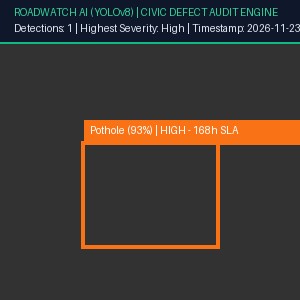 ROADWATCH AI (YOLOv8) | CIVIC DEFECT AUDIT ENGINE
Detections: 1 | Highest Severity: High | Timestamp: 2026-11-23
Pothole (93%) | HIGH - 168h SLA